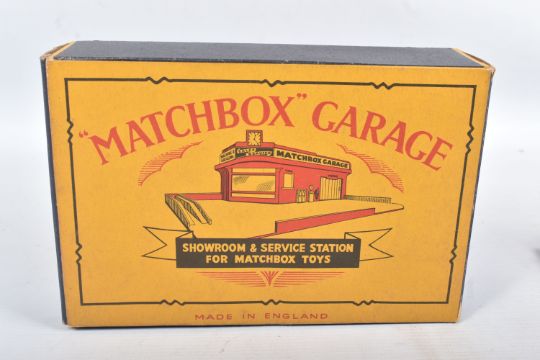 "MATCHBOX" GARAGE
MATCHBOX GARAGE
SHOWROOM & SERVICE STATION
FOR MATCHBOX TOYS
MADE IN ENGLAND